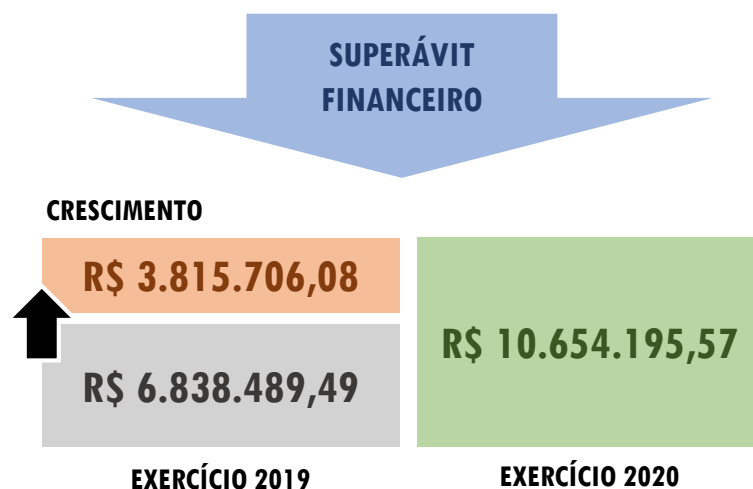 SUPERÁVIT
FINANCEIRO
CRESCIMENTO
R$ 3.815.706,08
R$ 6.838.489,49
EXERCÍCIO 2019
R$ 10.654.195,57
EXERCÍCIO 2020